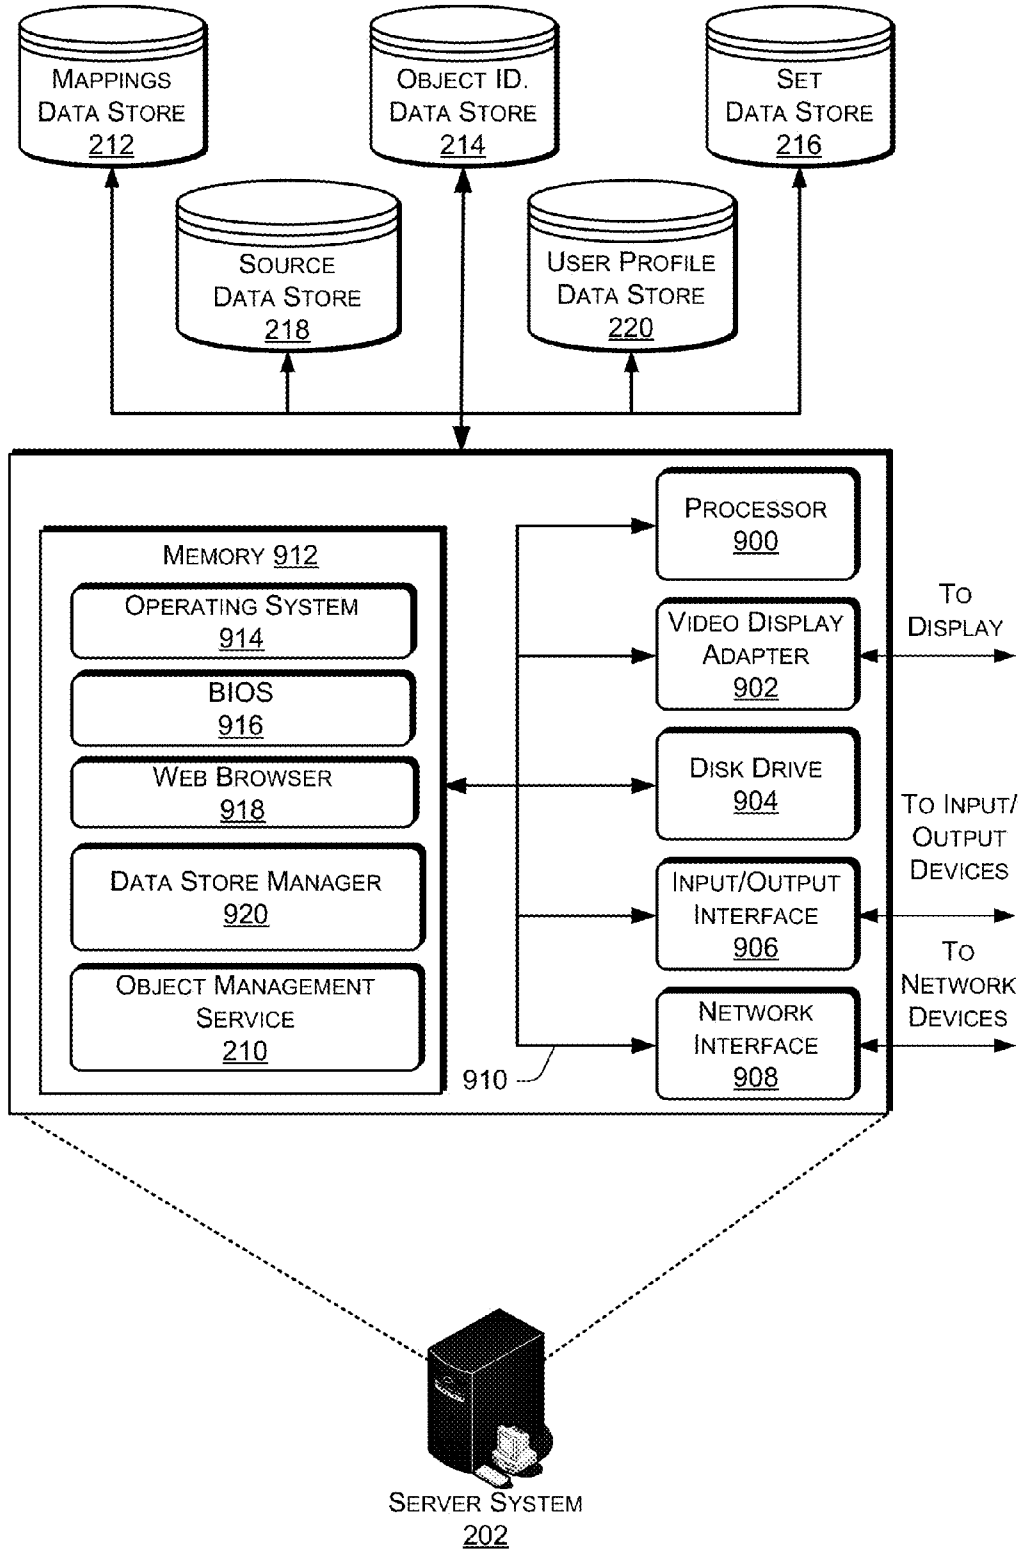 MAPPINGS
DATA STORE
212
OBJECT ID.
DATA STORE
214
SET
DATA STORE
216
SOURCE
DATA STORE
218
USER PROFILE
DATA STORE
220
MEMORY 912
OPERATING SYSTEM
914
BIOS
916
WEB BROWSER
918
DATA STORE MANAGER
920
OBJECT MANAGEMENT
SERVICE
210
PROCESSOR
900
VIDEO DISPLAY
ADAPTER
902
DISK DRIVE
904
INPUT/OUTPUT
INTERFACE
906
NETWORK
INTERFACE
908
910
TO
DISPLAY
TO INPUT/
OUTPUT
DEVICES
TO
NETWORK
DEVICES
SERVER SYSTEM
202